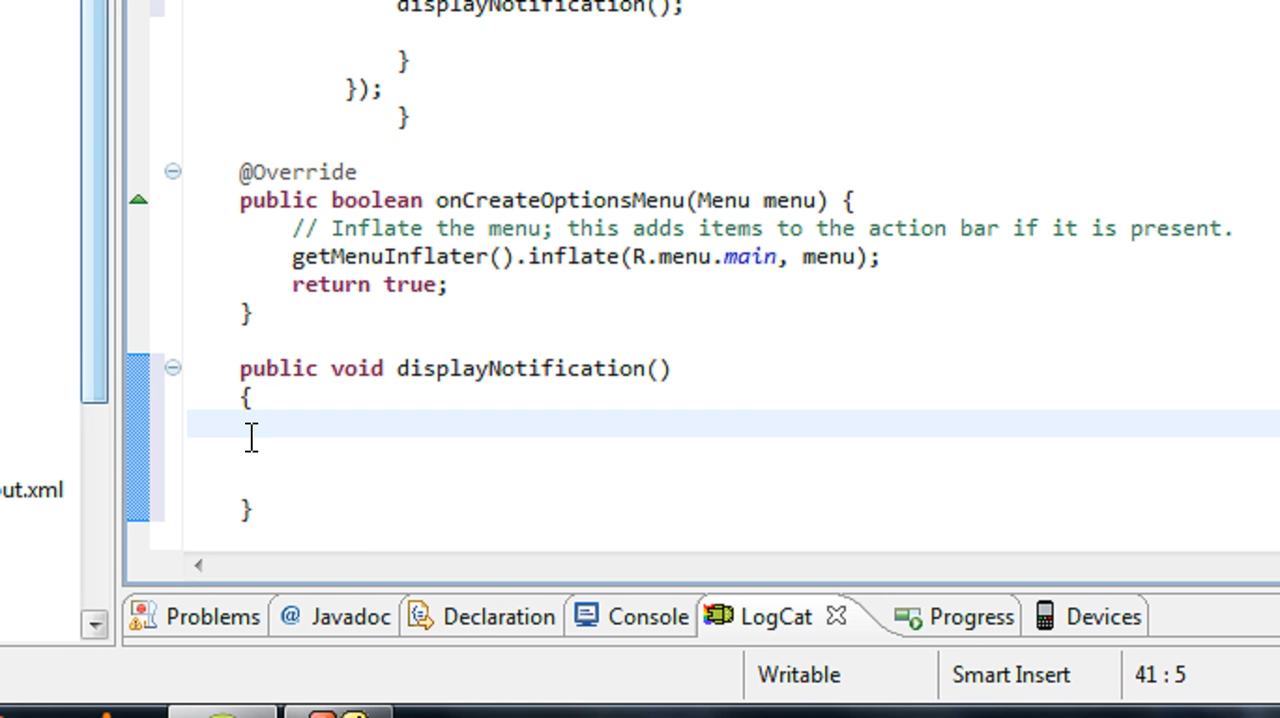 displayNotification();
}
});
}
@Override
public boolean onCreateOptionsMenu(Menu menu) {
// Inflate the menu; this adds items to the action bar if it is present.
getMenuInflater().inflate(R.menu.main, menu);
return true;
}
public void displayNotification()
{
}
out.xml
Problems @ Javadoc Declaration Console LogCat Progress Devices
Writable Smart Insert 41 : 5